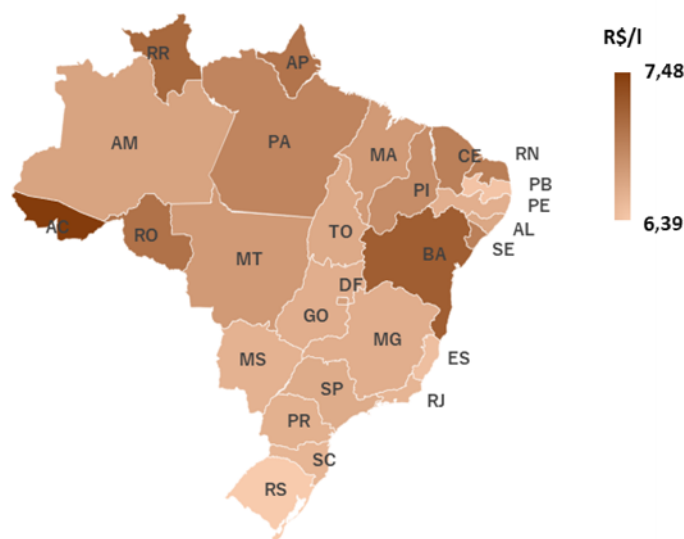 R$/l
7,48
6,39
RR
AP
AM
PA
MA
CE
RN
PB
PE
AL
SE
PI
AC
RO
TO
BA
MT
DF
GO
MG
ES
MS
SP
RJ
PR
SC
RS